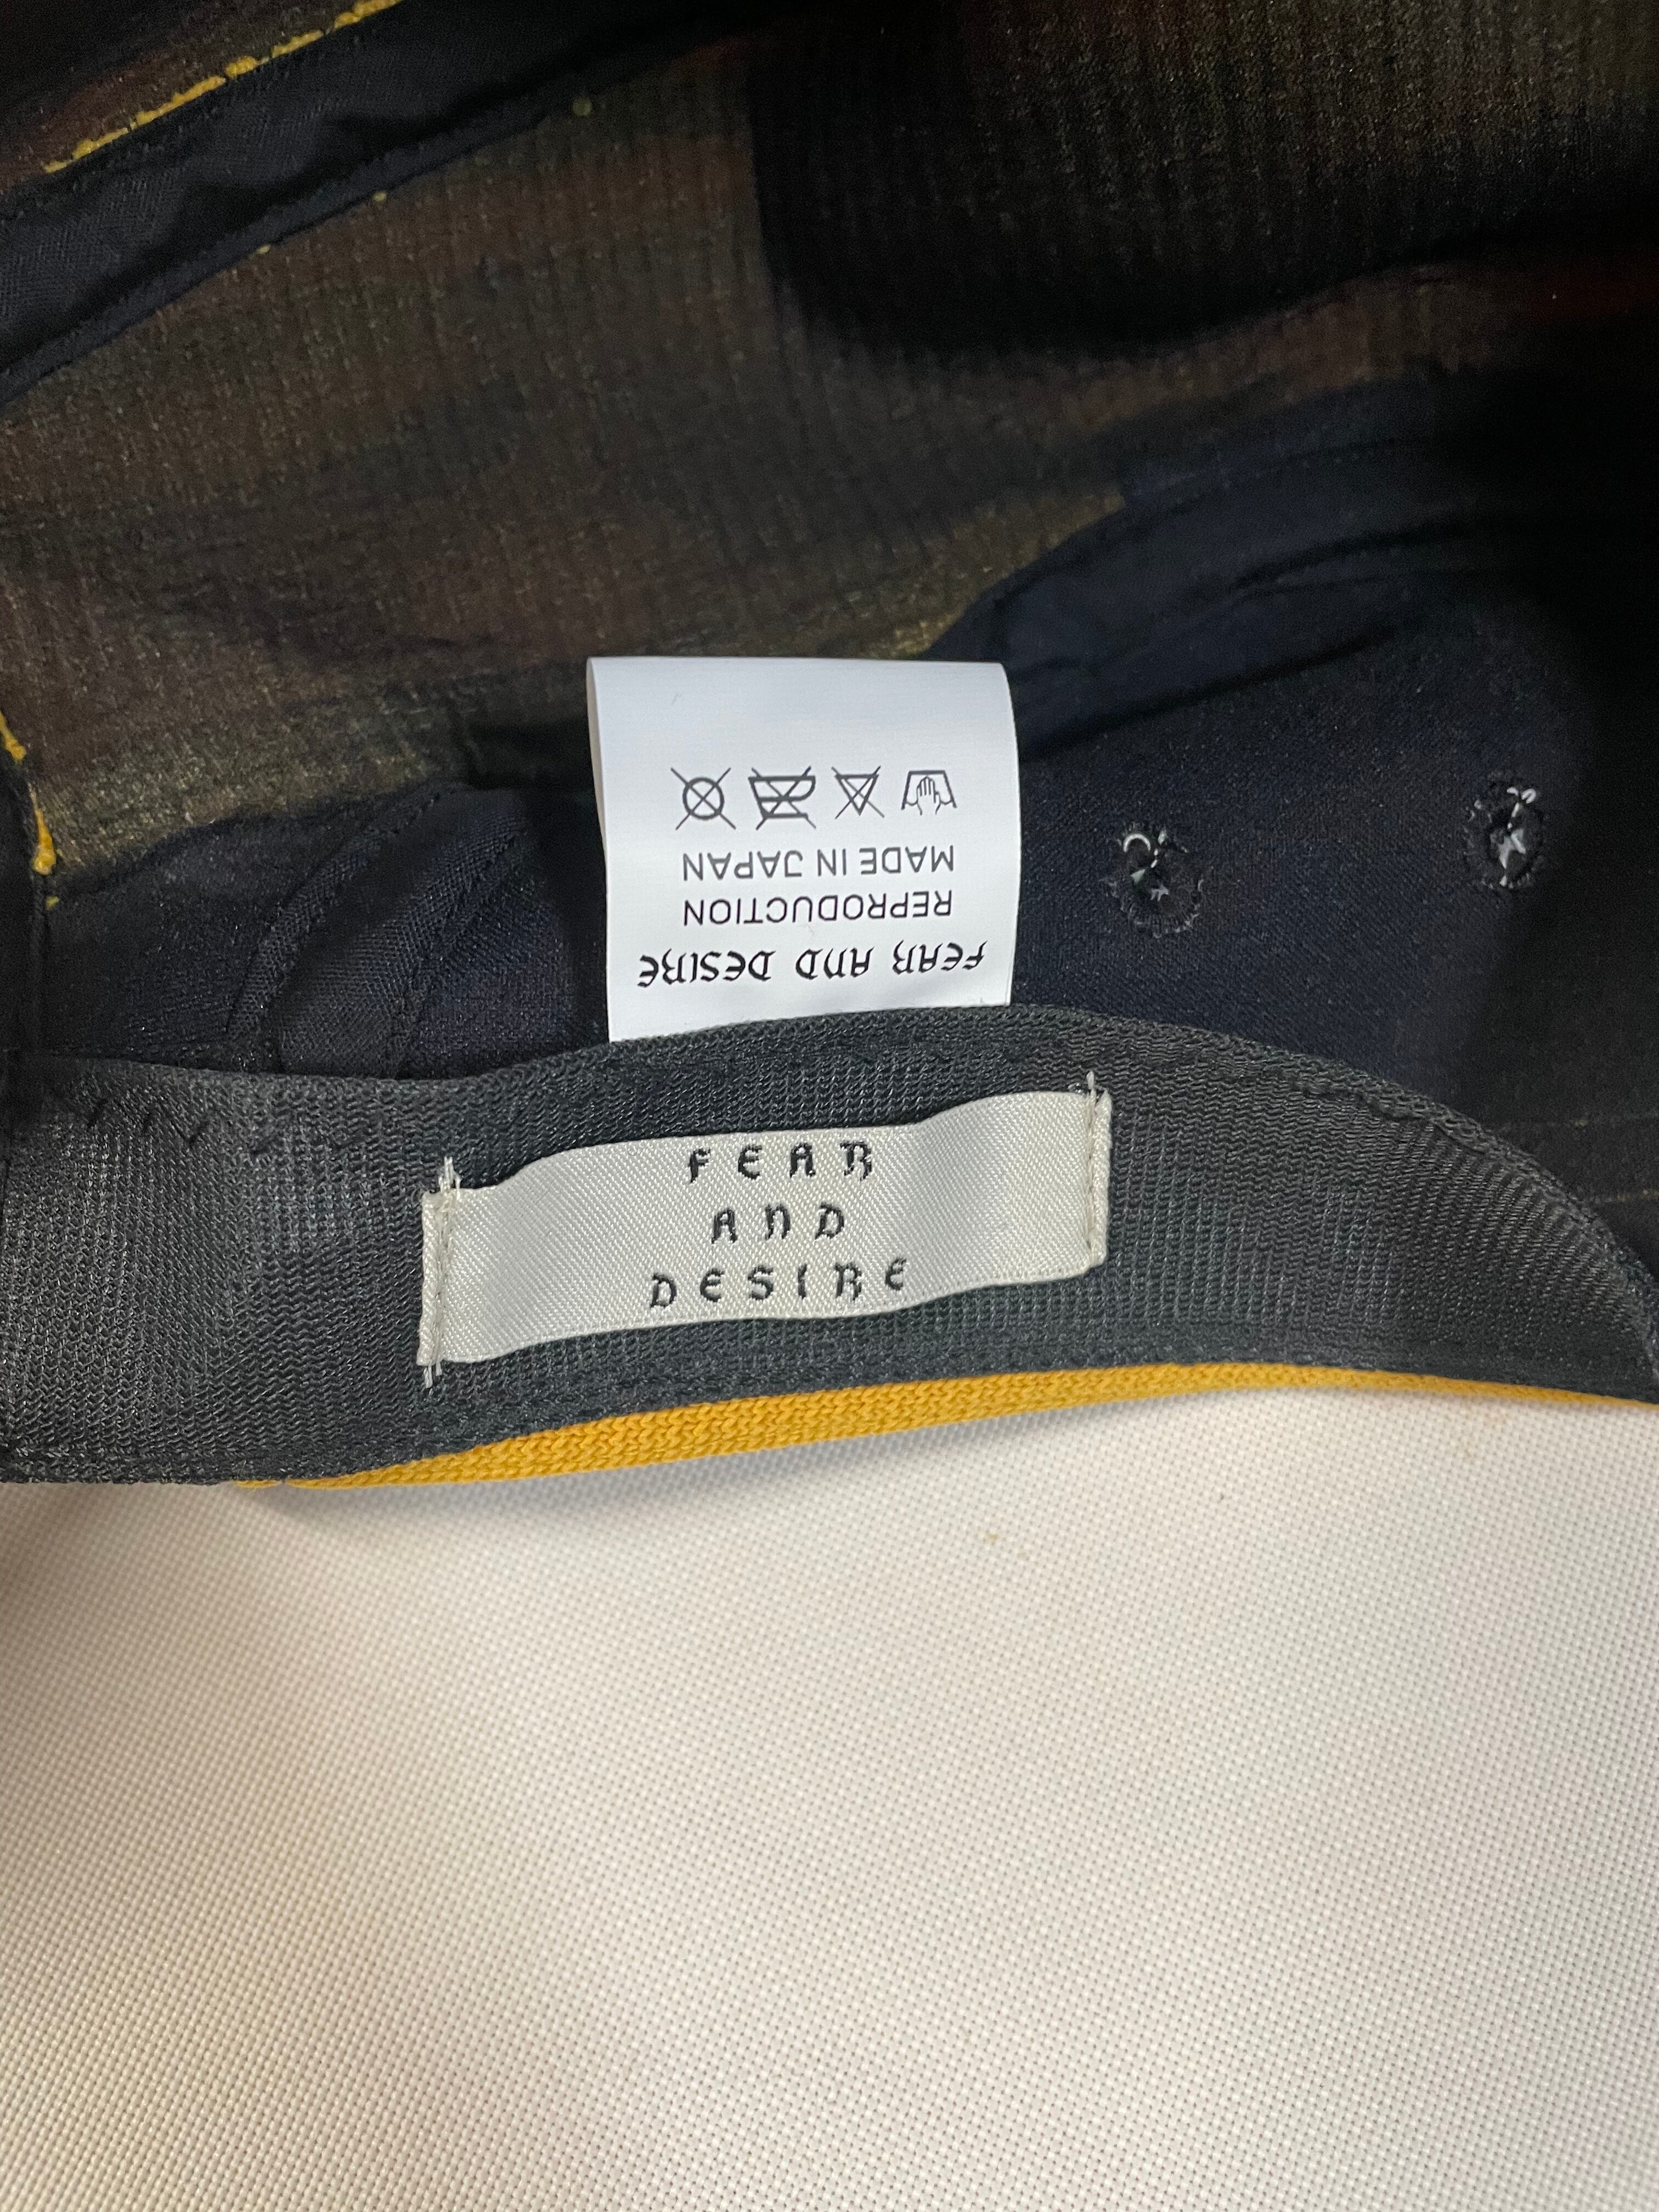 FEAR AND DESIRE
REPRODUCTION
MADE IN JAPAN
FEAR
AND
DESIRE